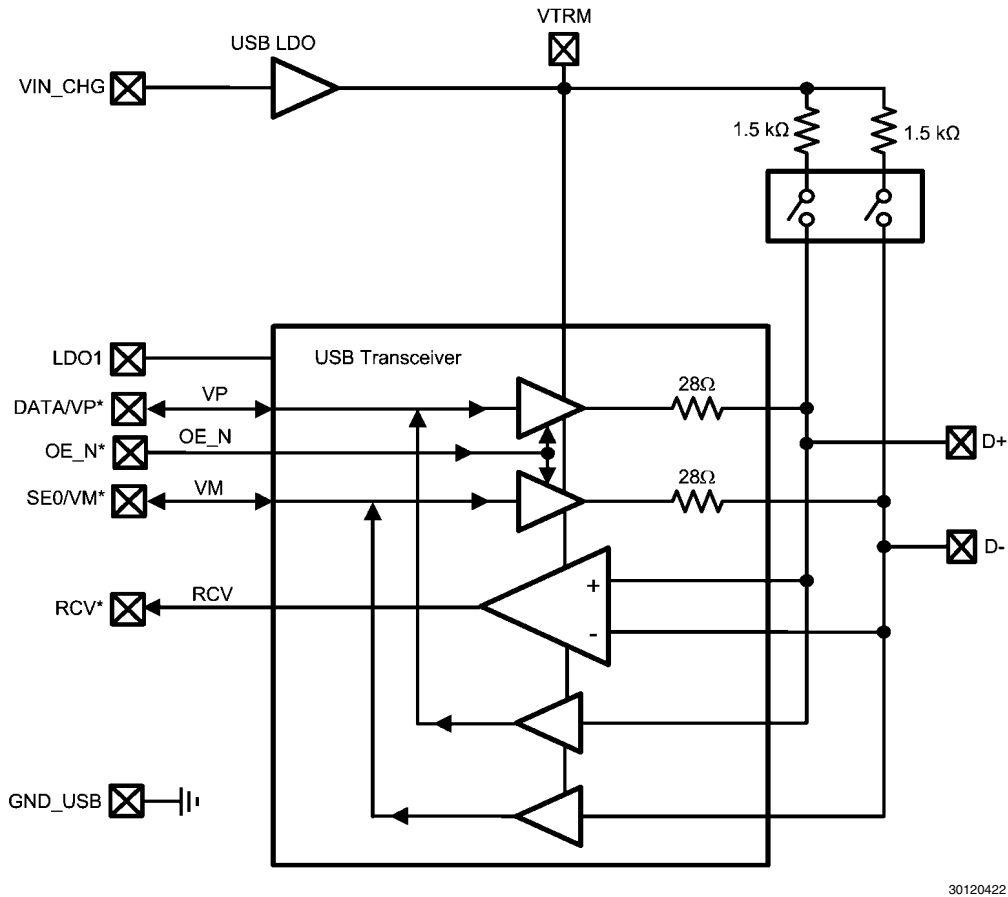 VTRM
USB LDO
VIN_CHG
1.5 kΩ
1.5 kΩ
LDO1
USB Transceiver
DATA/VP*
VP
28Ω
OE_N*
OE_N
D+
SE0/VM*
VM
28Ω
D-
+
RCV*
RCV
-
GND_USB
30120422